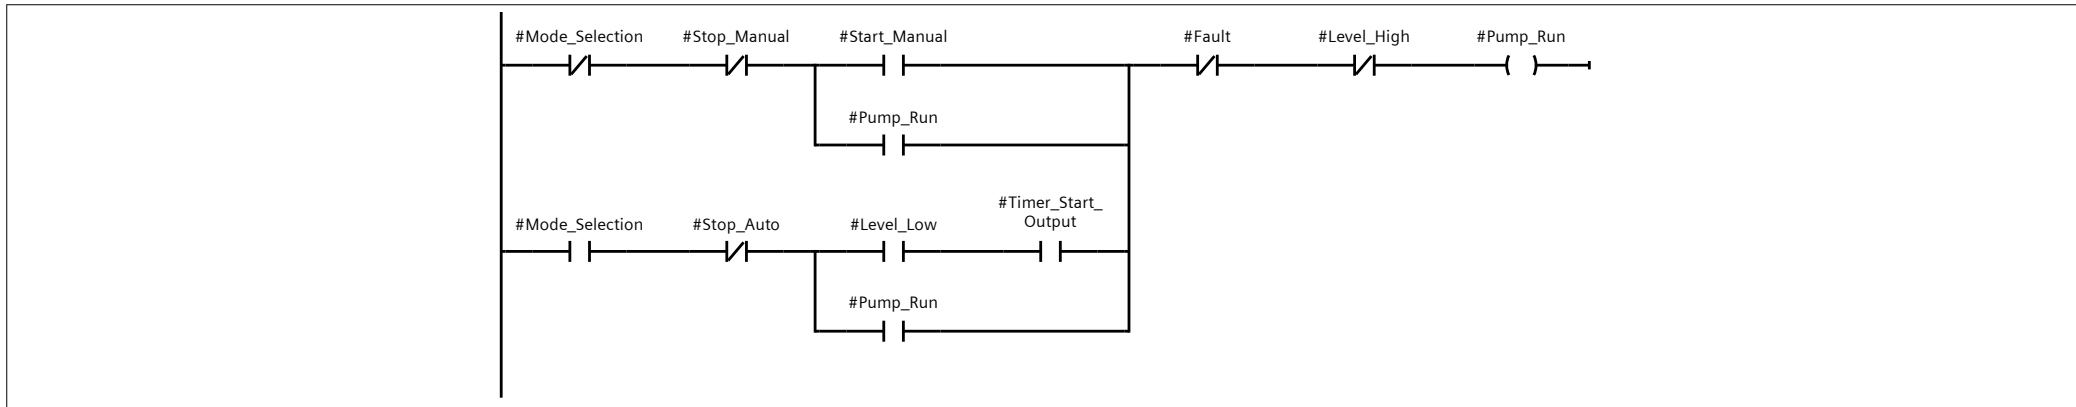 #Mode_Selection #Stop_Manual #Start_Manual #Fault #Level_High #Pump_Run
#Pump_Run
#Mode_Selection #Stop_Auto #Level_Low #Timer_Start_
Output
#Pump_Run